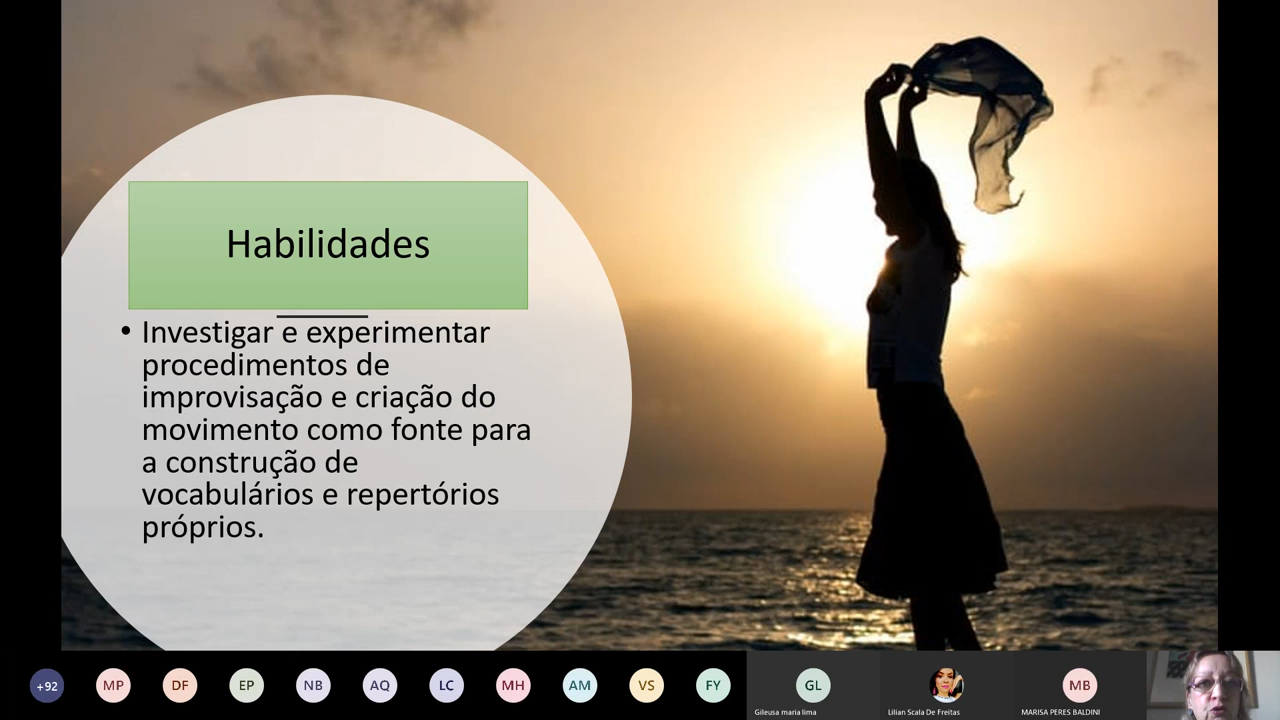 Habilidades
• Investigar e experimentar
procedimentos de
improvisação e criação do
movimento como fonte para
a construção de
vocabulários e repertórios
próprios.
+92
MP
DF
EP
NB
AQ
LC
MH
AM
VS
FY
GL
MB
Gileusa maria lima
Lilian Scala De Freitas
MARISA PERES BALDINI